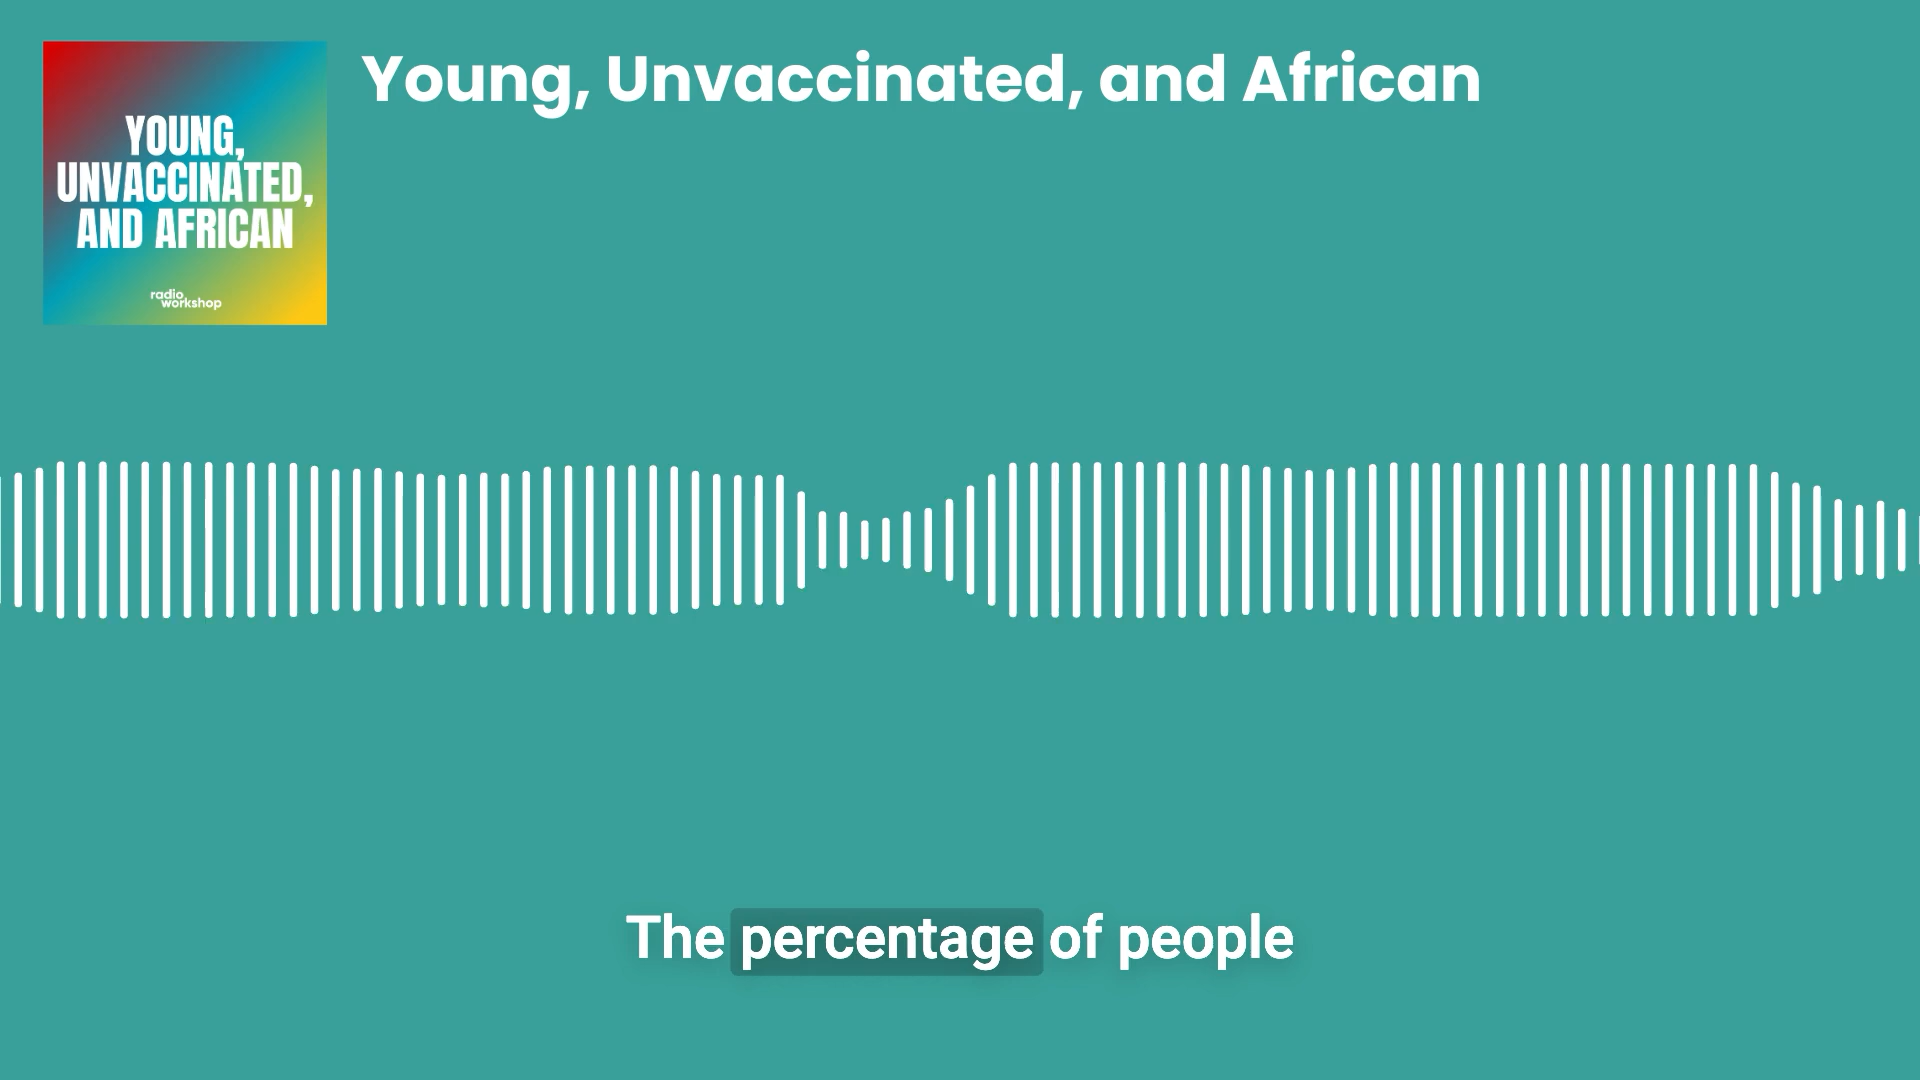 YOUNG,
UNVACCINATED,
AND AFRICAN
radio
workshop
Young, Unvaccinated, and African
The percentage of people